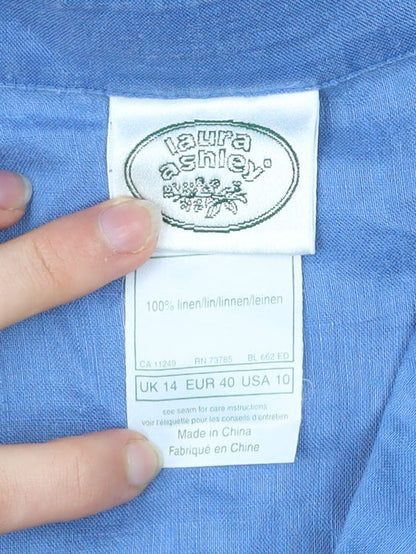 laura
ashley
100% linen/lin/linnen/leinen
CA 11249 RN 73765 BL 662 ED
UK 14 EUR 40 USA 10
see seam for care instructions
voir l'étiquette pour les conseils d'entretien
Made in China
Fabriqué en Chine